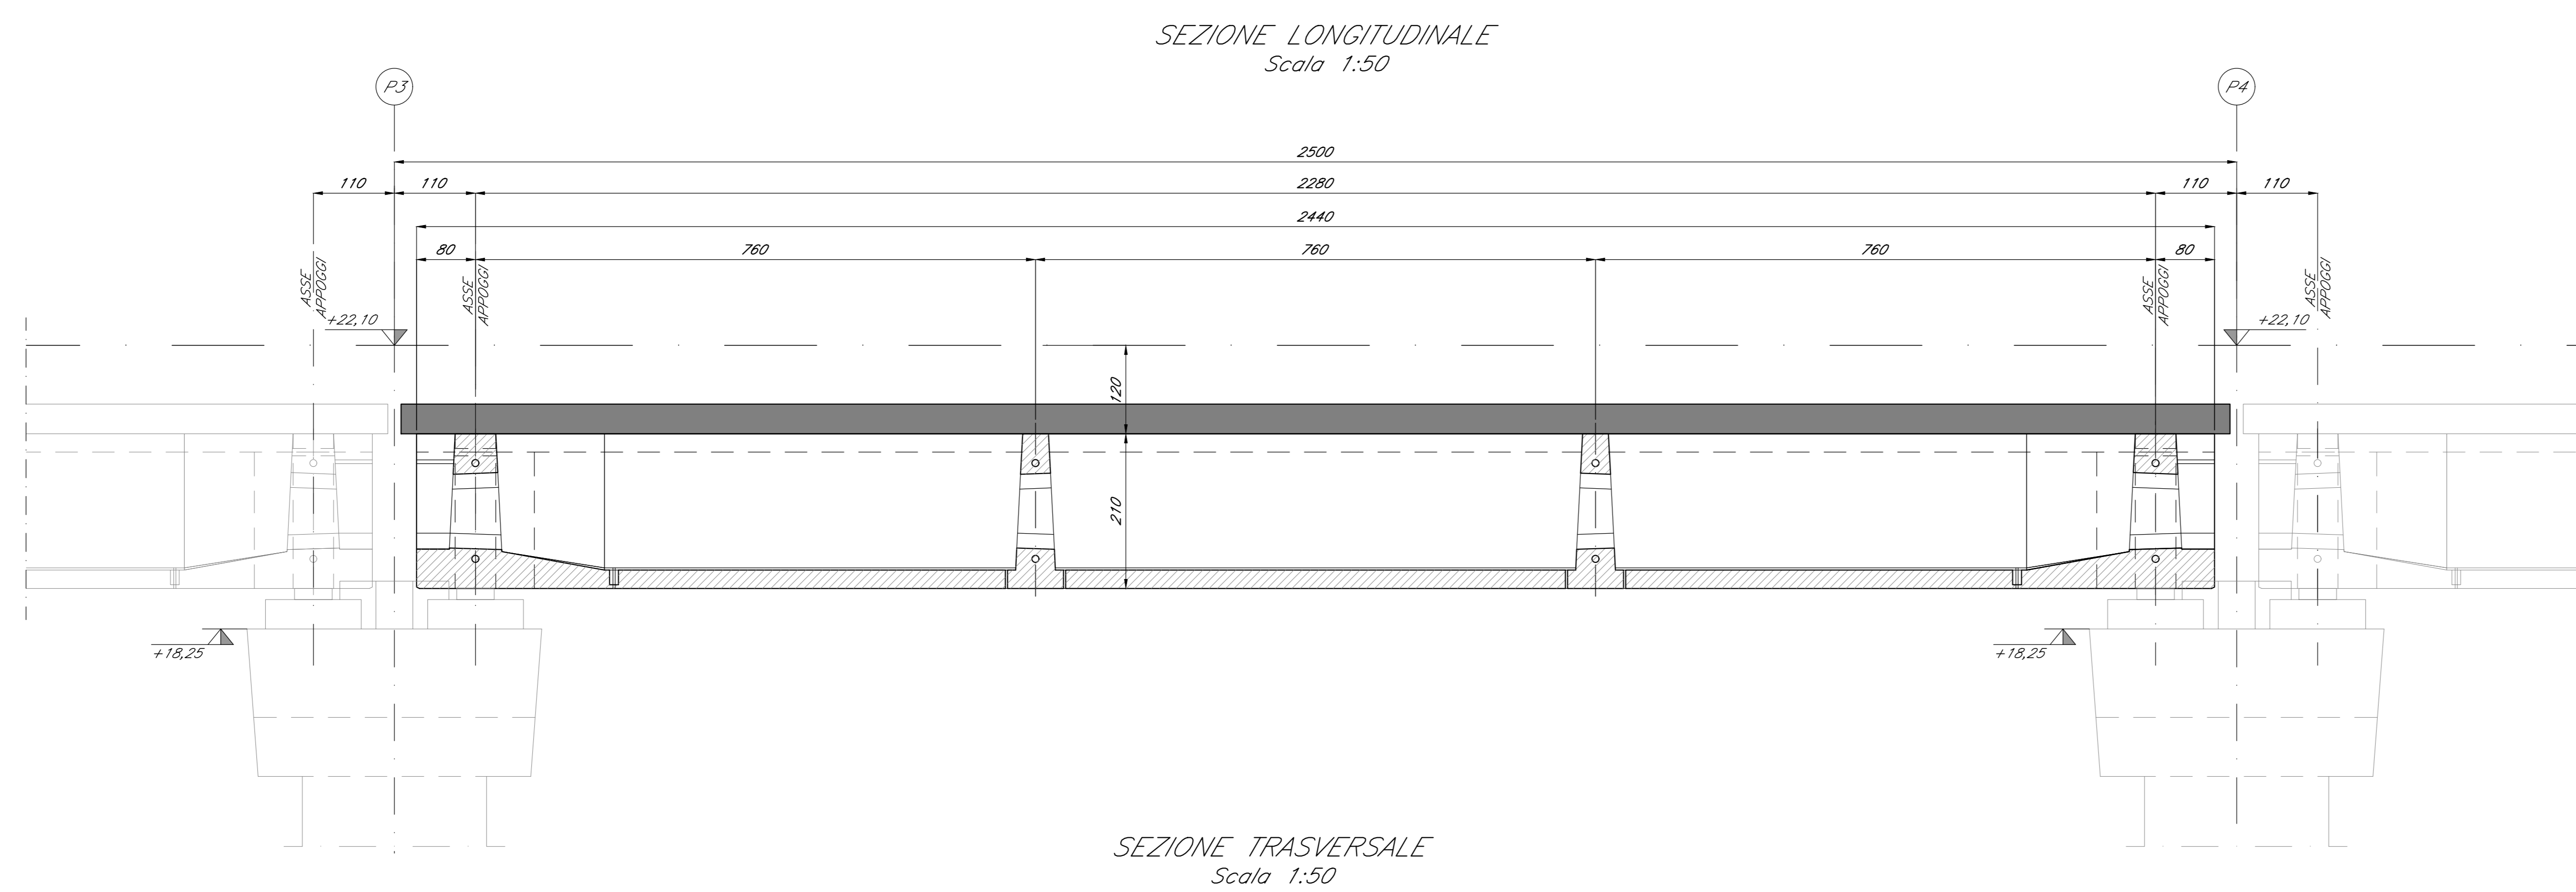 SEZIONE LONGITUDINALE
Scala 1:50
P3
P4
2500
110
110
2280
110
110
2440
80
760
760
760
80
ASSE
APPOGGI
ASSE
APPOGGI
ASSE
APPOGGI
ASSE
APPOGGI
+22,10
+22,10
120
210
+18,25
+18,25
SEZIONE TRASVERSALE
Scala 1:50